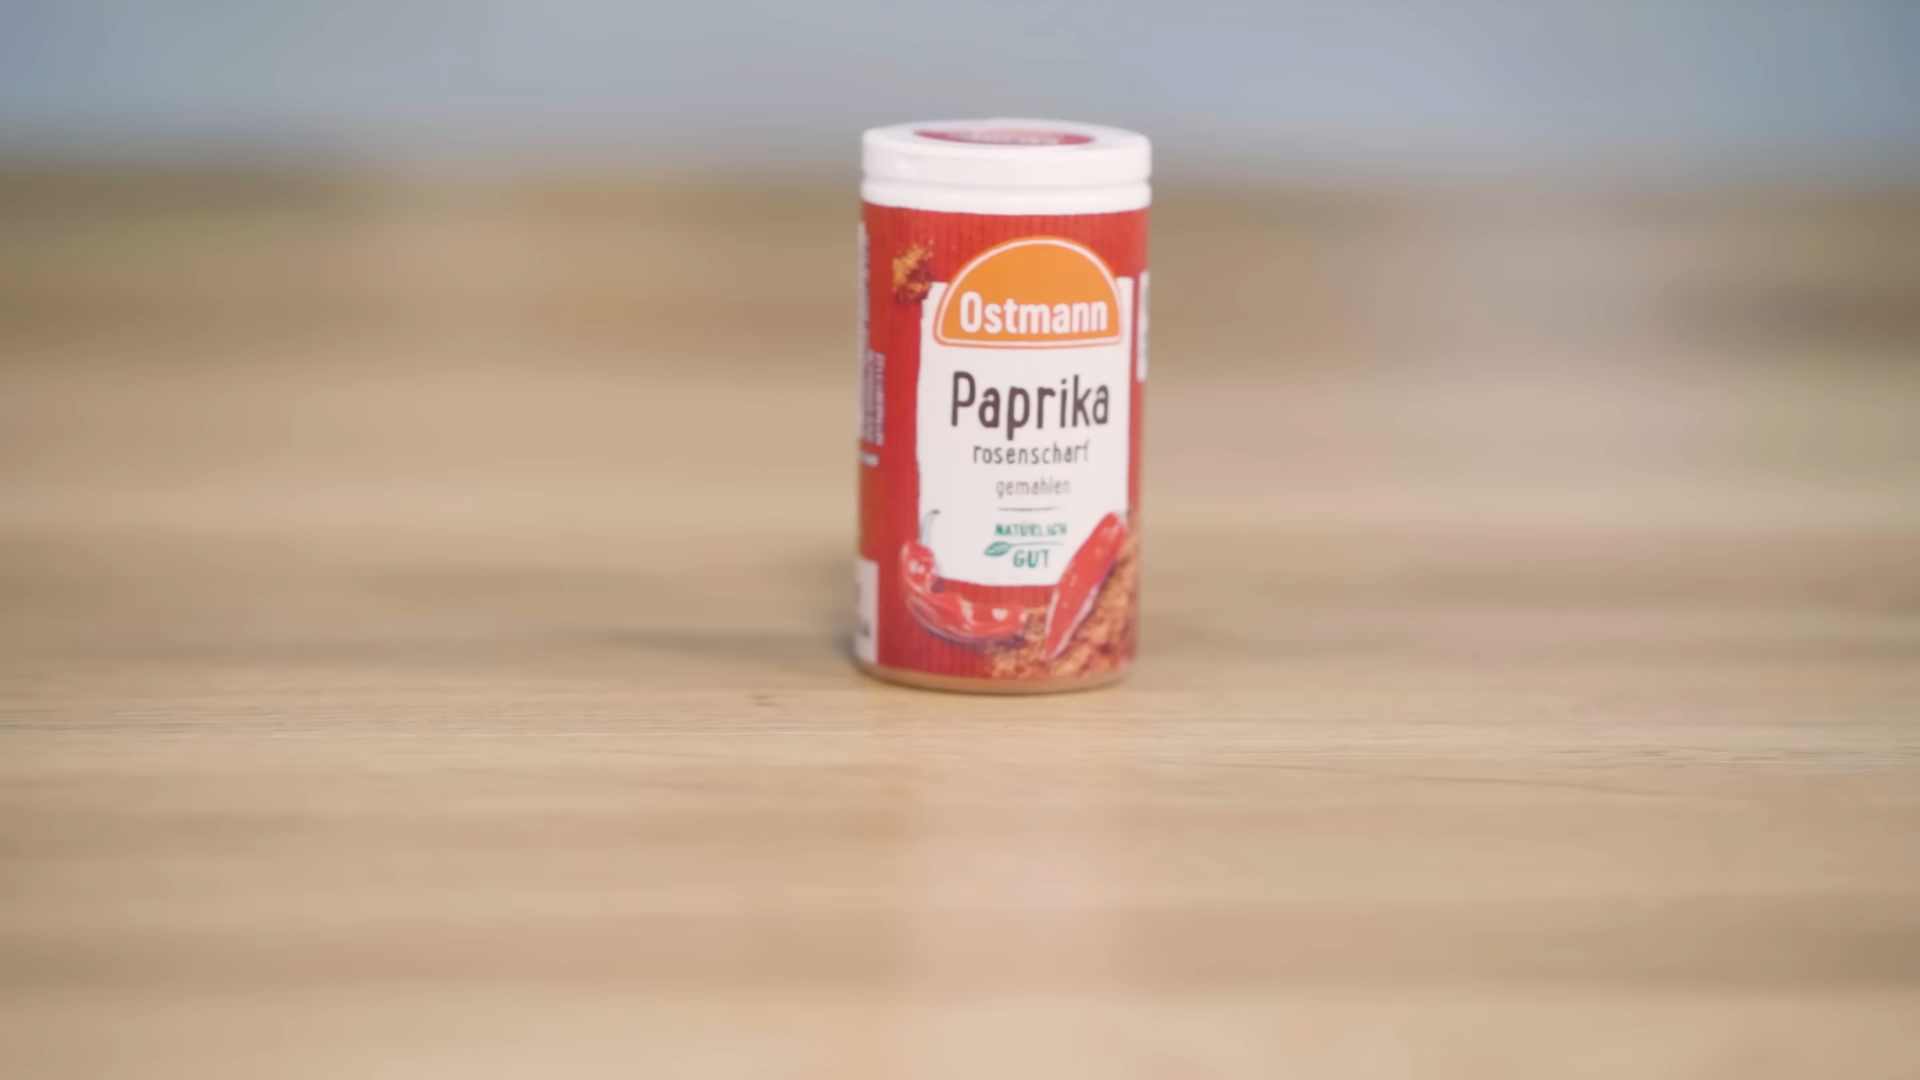 Ostmann
Paprika
rosenscharf
gemahlen
NATÜRLICH
GUT